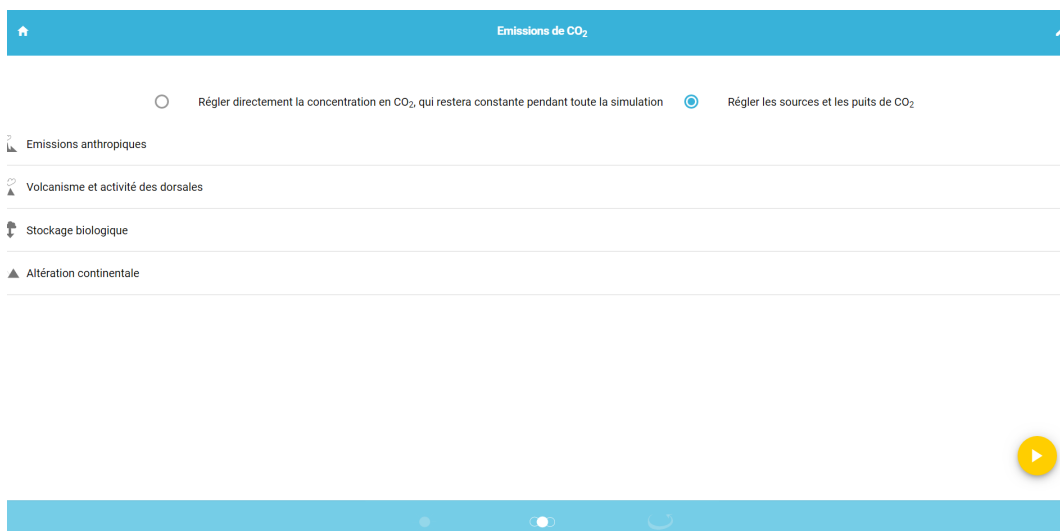 Emissions de CO₂
Régler directement la concentration en CO₂, qui restera constante pendant toute la simulation
Régler les sources et les puits de CO₂
Emissions anthropiques
Volcanisme et activité des dorsales
Stockage biologique
Altération continentale